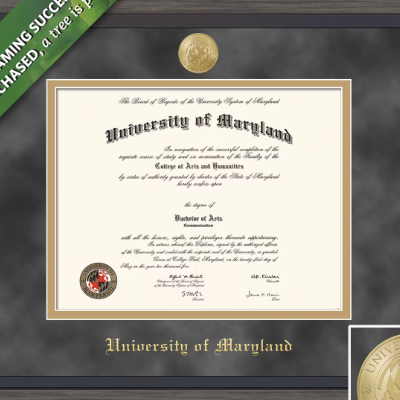 AMING SUCCES
CHASED, a tree is p
The Board of Regents of the University System of Maryland
University of Maryland
In recognition of the successful completion of the
requisite course of study and on nomination of the Faculty of the
College of Arts and Humanities
by virtue of authority granted by charter of the State of Maryland
hereby confers upon
the degree of
Bachelor of Arts
Communication
with all the honors, rights, and privileges thereunto appertaining.
In witness whereof this Diploma, signed by the authorized officers
of the University and sealed with the corporate seal of the University, is granted.
Given at College Park, Maryland, on the twenty-first day of
May in the year two thousand five.
Chairman of the Board of Regents
of the University System of Maryland
Chancellor
President
Dean
University of Maryland
UNIVERSI